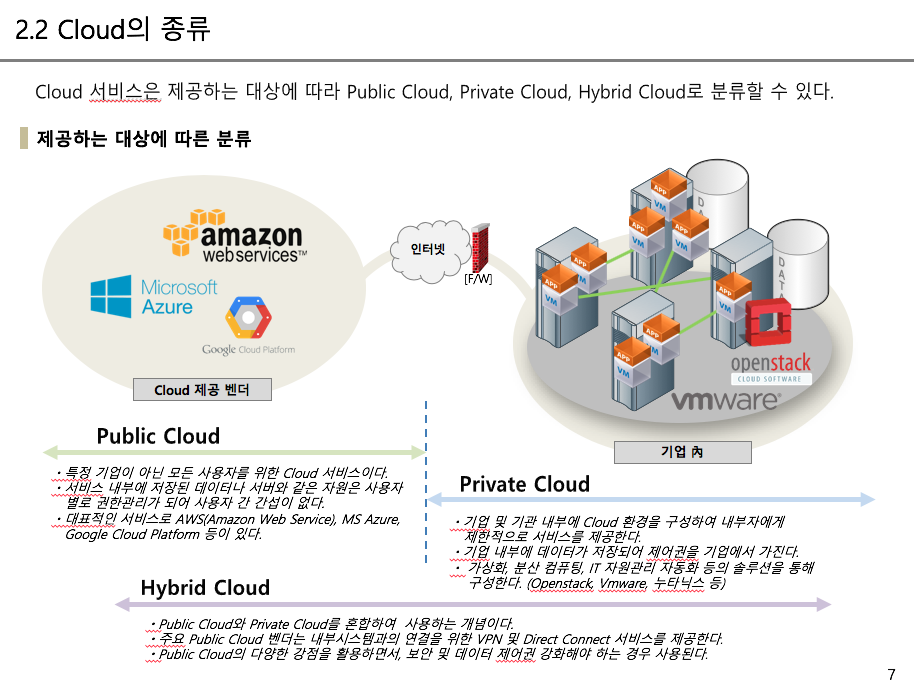 2.2 Cloud의 종류
Cloud 서비스은 제공하는 대상에 따라 Public Cloud, Private Cloud, Hybrid Cloud로 분류할 수 있다.
제공하는 대상에 따른 분류
amazon
webservices™
Microsoft
Azure
Google Cloud Platform
Cloud 제공 벤더
인터넷
[F/W]
APP
VM
DA
APP
VM
APP
VM
APP
VM
APP
VM
DATA
APP
VM
APP
VM
APP
VM
openstack
CLOUD SOFTWARE
vmware®
기업 內
Public Cloud
・특정 기업이 아닌 모든 사용자를 위한 Cloud 서비스이다.
・서비스 내부에 저장된 데이터나 서버와 같은 자원은 사용자
별로 권한관리가 되어 사용자 간 간섭이 없다.
・대표적인 서비스로 AWS(Amazon Web Service), MS Azure,
Google Cloud Platform 등이 있다.
Private Cloud
・기업 및 기관 내부에 Cloud 환경을 구성하여 내부자에게
제한적으로 서비스를 제공한다.
・기업 내부에 데이터가 저장되어 제어권을 기업에서 가진다.
・ 가상화, 분산 컴퓨팅, IT 자원관리 자동화 등의 솔루션을 통해
구성한다. (Openstack, Vmware, 누타닉스 등)
Hybrid Cloud
・Public Cloud와 Private Cloud를 혼합하여  사용하는 개념이다.
・주요 Public Cloud 벤더는 내부시스템과의 연결을 위한 VPN 및 Direct Connect 서비스를 제공한다.
・Public Cloud의 다양한 강점을 활용하면서, 보안 및 데이터 제어권 강화해야 하는 경우 사용된다.
7